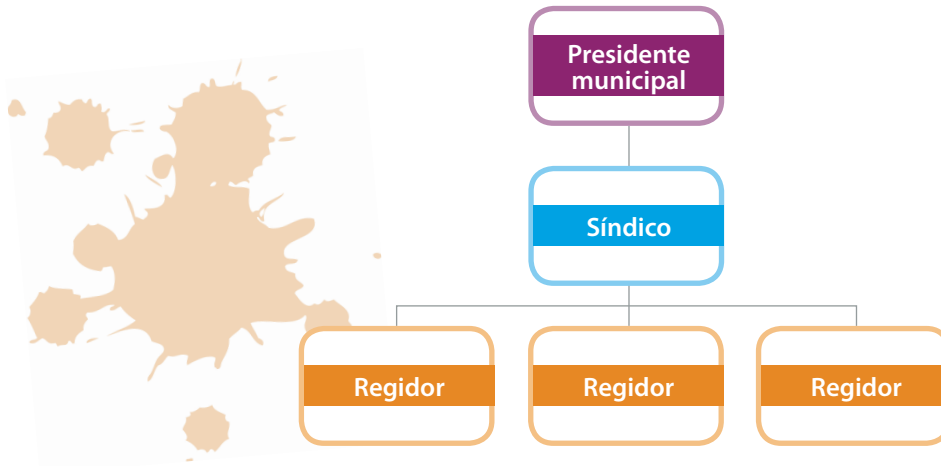 Presidente
municipal
Síndico
Regidor
Regidor
Regidor